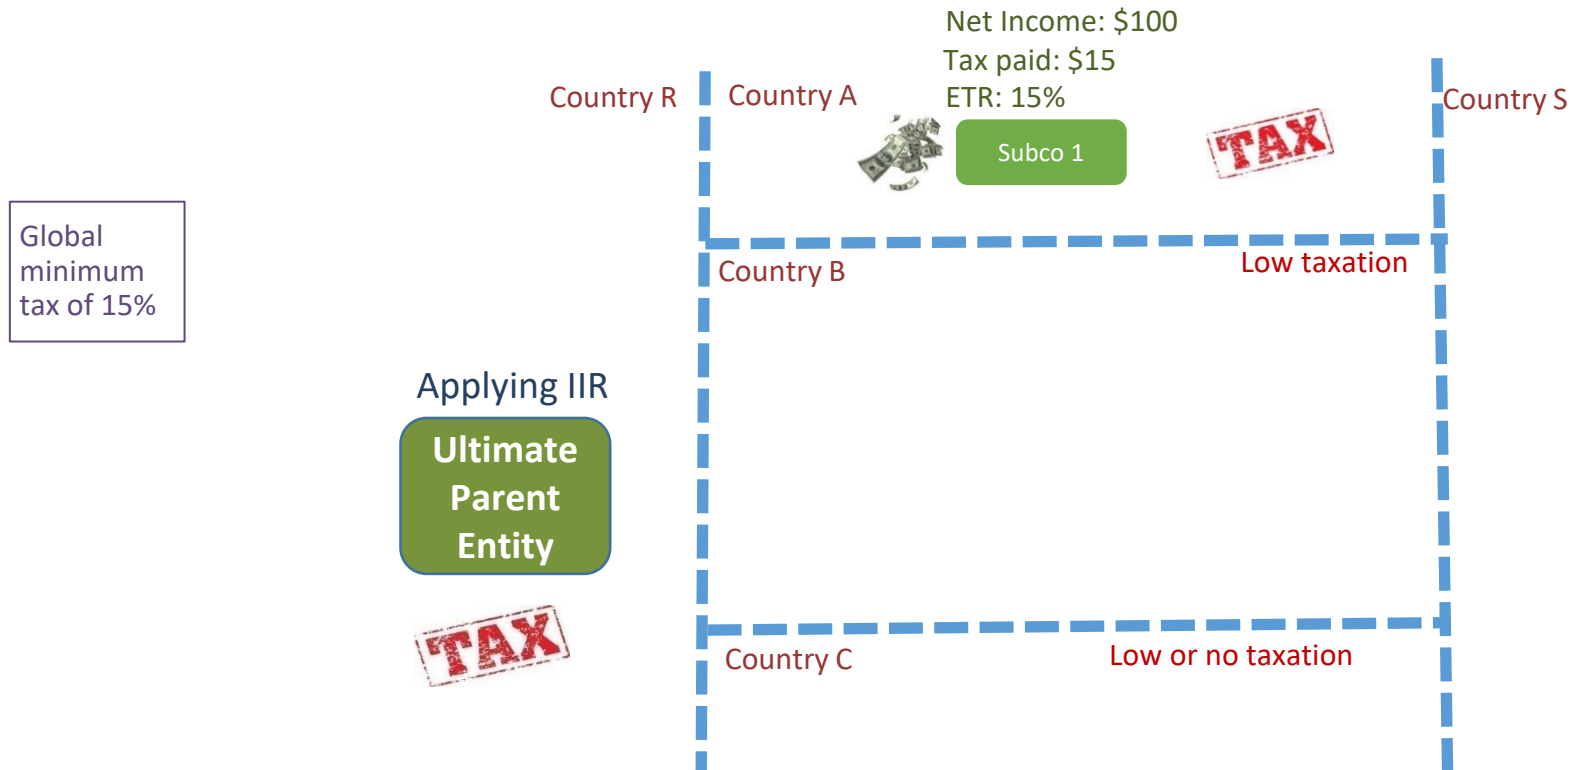 Net Income: $100
Tax paid: $15
ETR: 15%
Country R
Country A
Country S
Subco 1
TAX
Global
minimum
tax of 15%
Country B
Low taxation
Applying IIR
Ultimate
Parent
Entity
TAX
Country C
Low or no taxation